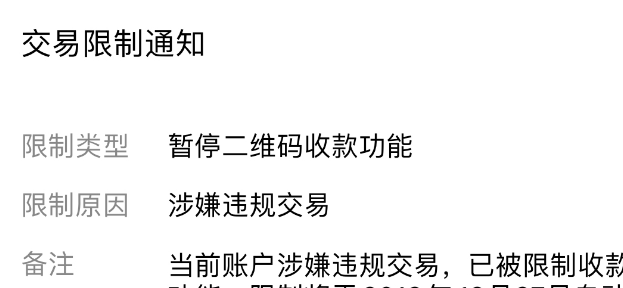 交易限制通知
限制类型 暂停二维码收款功能
限制原因 涉嫌违规交易
备注 当前账户涉嫌违规交易，已被限制收款